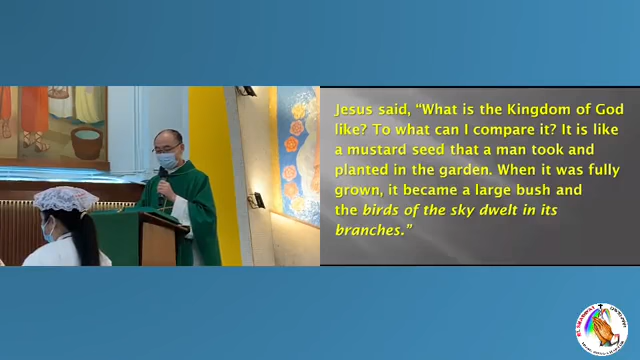 Jesus said, “What is the Kingdom of God
like? To what can I compare it? It is like
a mustard seed that a man took and
planted in the garden. When it was fully
grown, it became a large bush and
the birds of the sky dwelt in its
branches.”